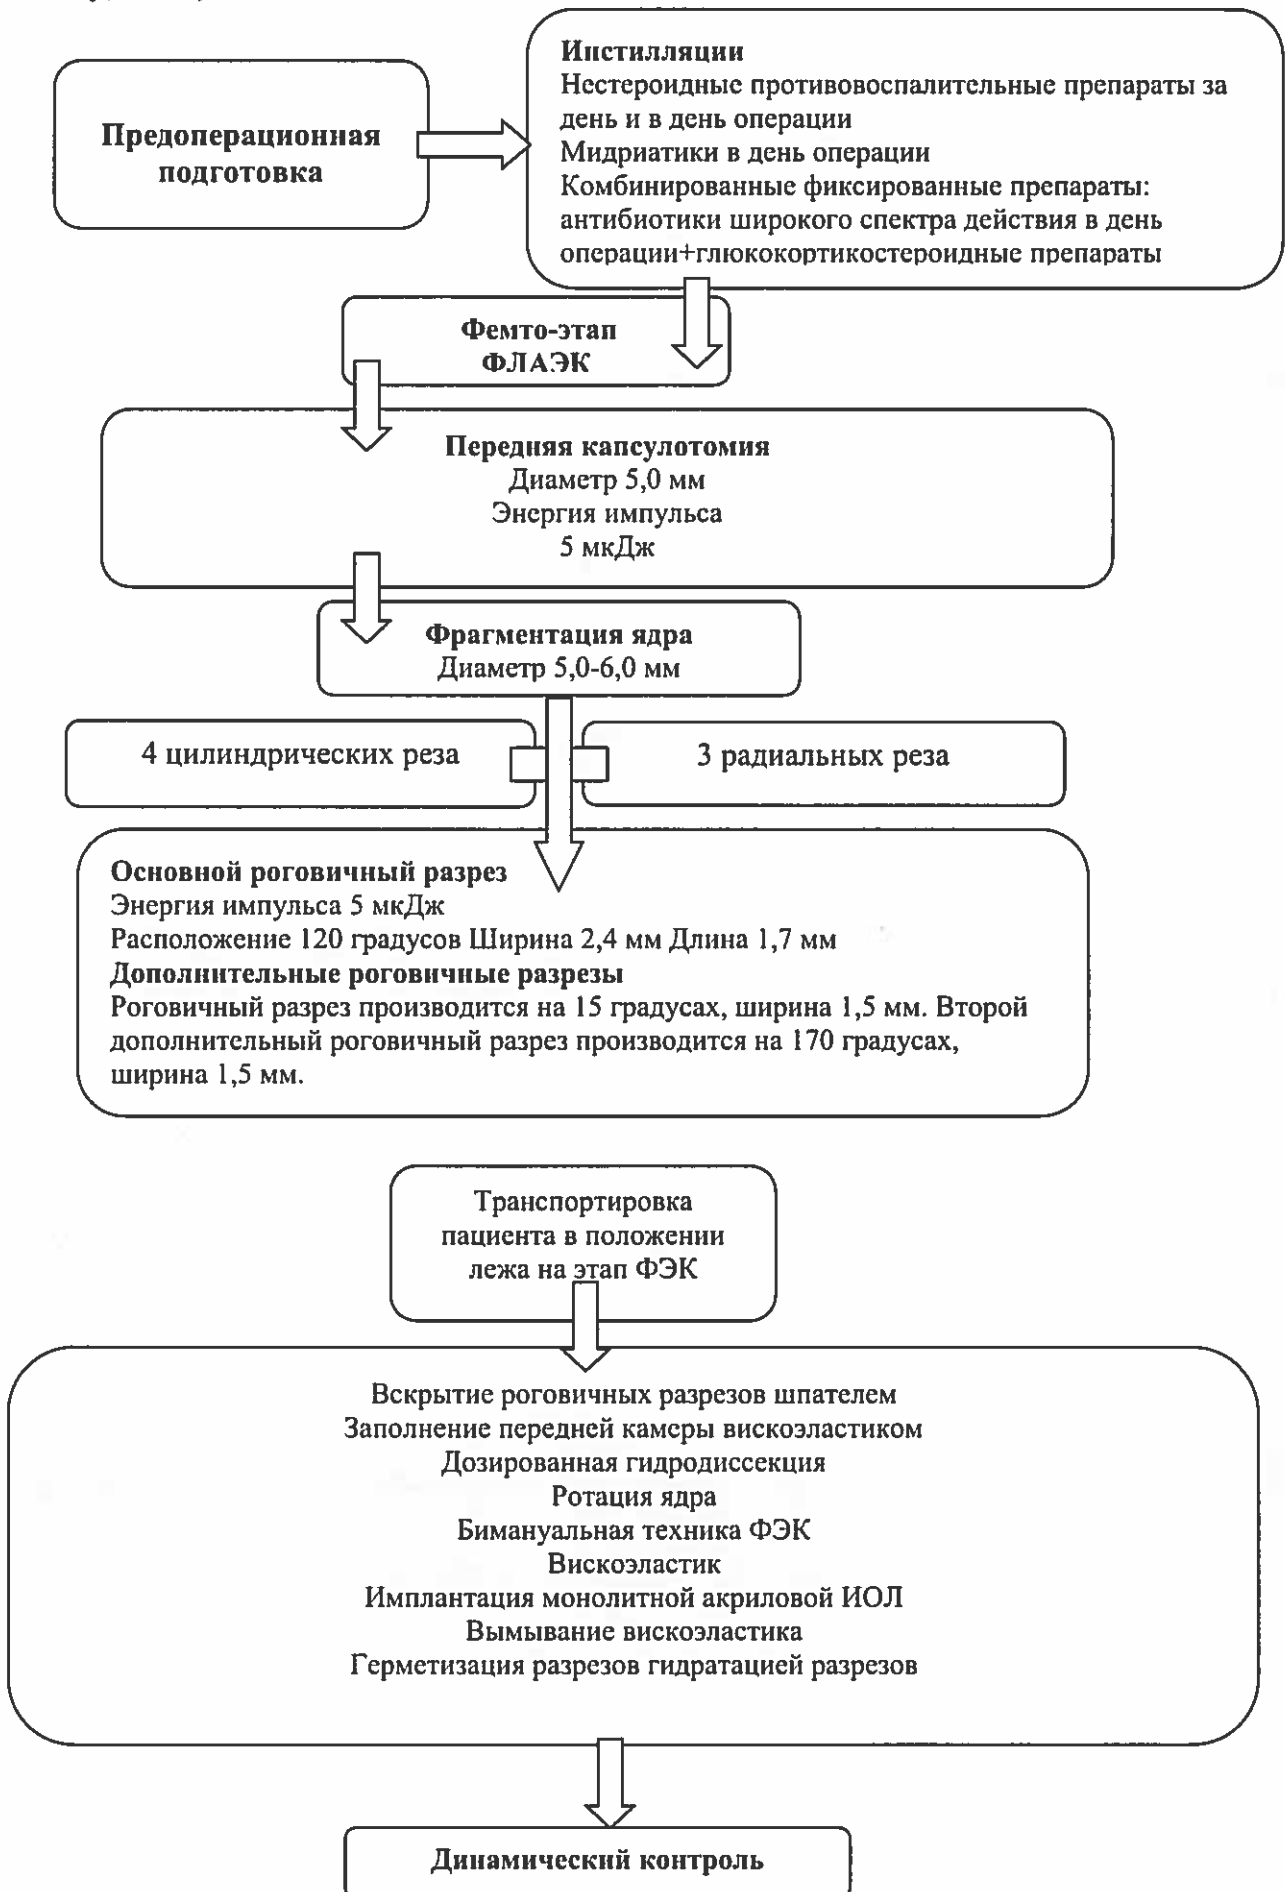 Предоперационная
подготовка
Инстилляции
Нестероидные противовоспалительные препараты за
день и в день операции
Мидриатики в день операции
Комбинированные фиксированные препараты:
антибиотики широкого спектра действия в день
операции+глюкокортикостероидные препараты
Фемто-этап
ФЛАЭК
Передняя капсулотомия
Диаметр 5,0 мм
Энергия импульса
5 мкДж
Фрагментация ядра
Диаметр 5,0-6,0 мм
4 цилиндрических реза
3 радиальных реза
Основной роговичный разрез
Энергия импульса 5 мкДж
Расположение 120 градусов Ширина 2,4 мм Длина 1,7 мм
Дополнительные роговичные разрезы
Роговичный разрез производится на 15 градусах, ширина 1,5 мм. Второй
дополнительный роговичный разрез производится на 170 градусах,
ширина 1,5 мм.
Транспортировка
пациента в положении
лежа на этап ФЭК
Вскрытие роговичных разрезов шпателем
Заполнение передней камеры вискоэластиком
Дозированная гидродиссекция
Ротация ядра
Бимануальная техника ФЭК
Вискоэластик
Имплантация монолитной акриловой ИОЛ
Вымывание вискоэластика
Герметизация разрезов гидратацией разрезов
Динамический контроль